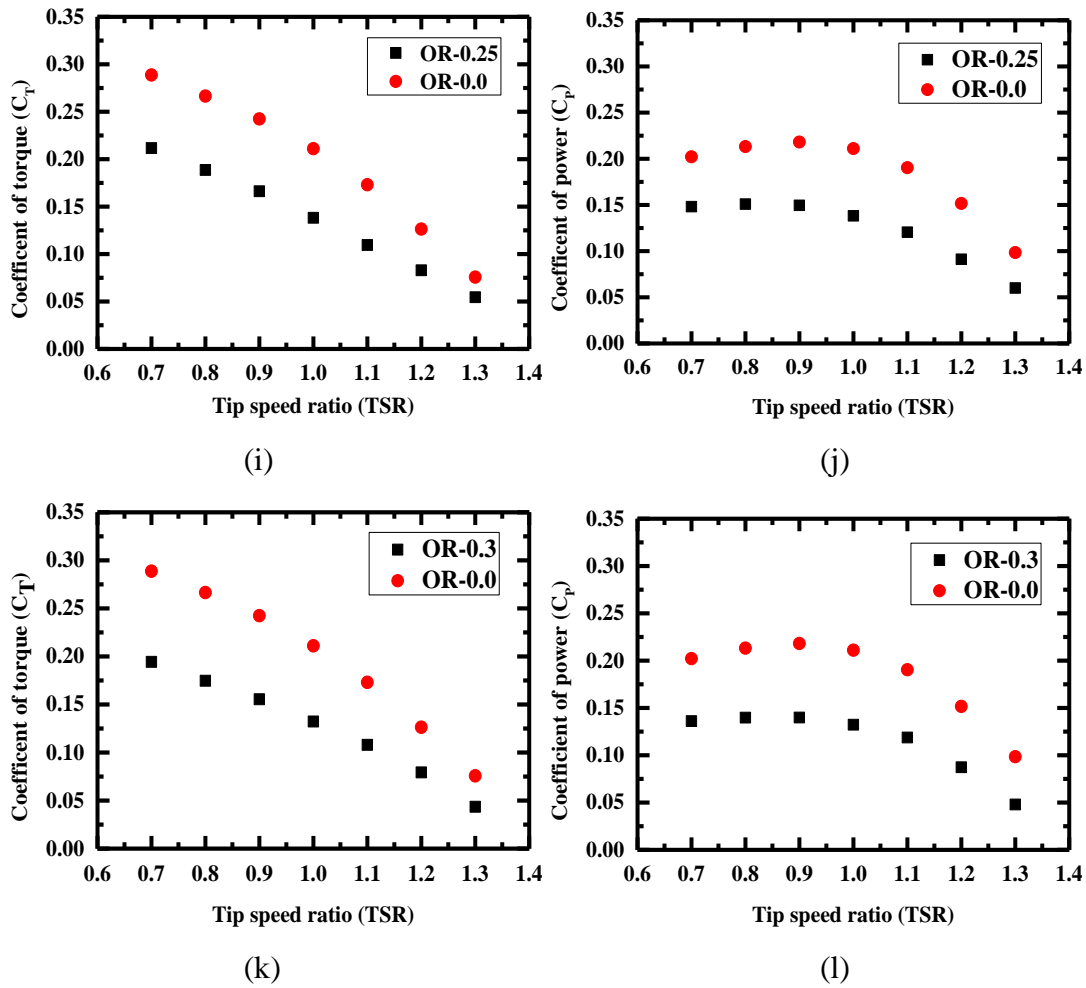 Coefficent of torque (C_T)
0.35
0.30
0.25
0.20
0.15
0.10
0.05
0.00
OR-0.25
OR-0.0
0.6 0.7 0.8 0.9 1.0 1.1 1.2 1.3 1.4
Tip speed ratio (TSR)
(i)
Coefficent of power (C_P)
0.35
0.30
0.25
0.20
0.15
0.10
0.05
0.00
OR-0.25
OR-0.0
0.6 0.7 0.8 0.9 1.0 1.1 1.2 1.3 1.4
Tip speed ratio (TSR)
(j)
Coefficent of torque (CT)
0.35
0.30
0.25
0.20
0.15
0.10
0.05
0.00
OR-0.3
OR-0.0
0.6 0.7 0.8 0.9 1.0 1.1 1.2 1.3 1.4
Tip speed ratio (TSR)
(k)
Coefficient of power (C_P)
0.35
0.30
0.25
0.20
0.15
0.10
0.05
0.00
OR-0.3
OR-0.0
0.6 0.7 0.8 0.9 1.0 1.1 1.2 1.3 1.4
Tip speed ratio (TSR)
(l)